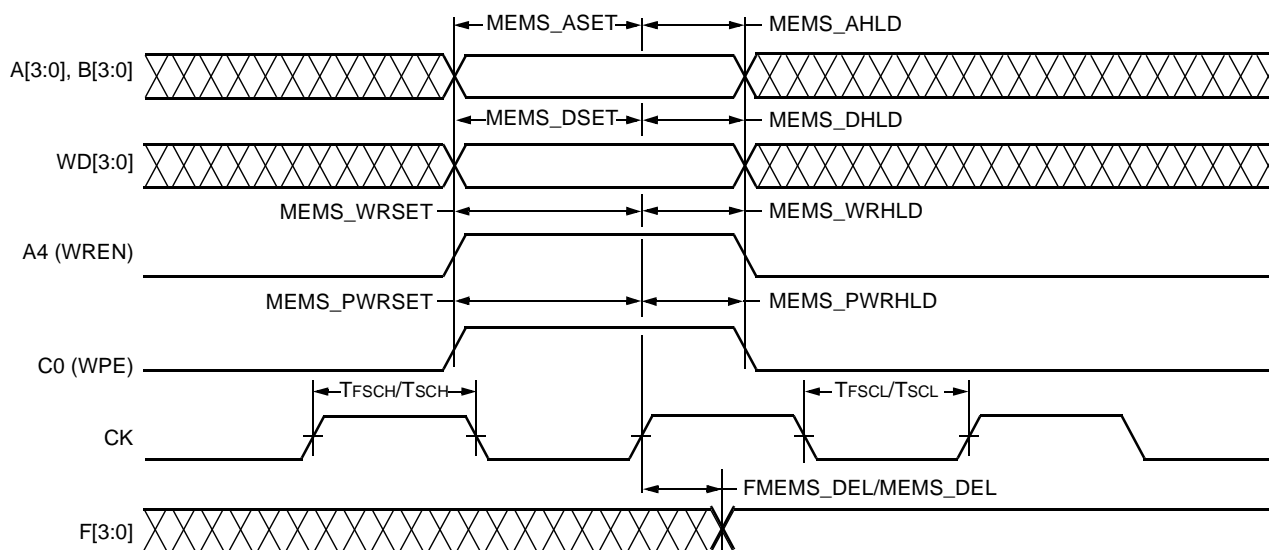 MEMS_ASET MEMS_AHLD
A[3:0], B[3:0]
MEMS_DSET MEMS_DHLD
WD[3:0]
MEMS_WRSET MEMS_WRHLD
A4 (WREN)
MEMS_PWRSET MEMS_PWRHLD
C0 (WPE)
TFSCH/TSCH TFSCL/TSCL
CK
FMEMS_DEL/MEMS_DEL
F[3:0]